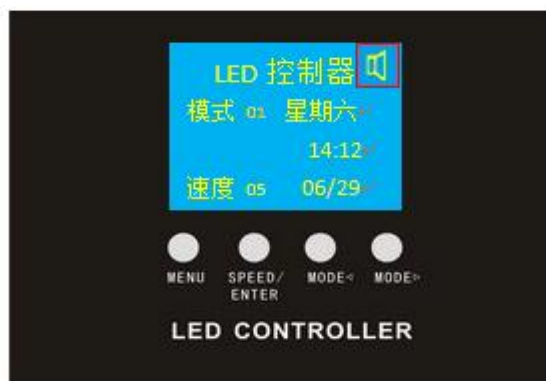 LED 控制器
模式 01 星期六
14:12
速度 05 06/29
MENU SPEED/ENTER MODE◁ MODE▷
LED CONTROLLER